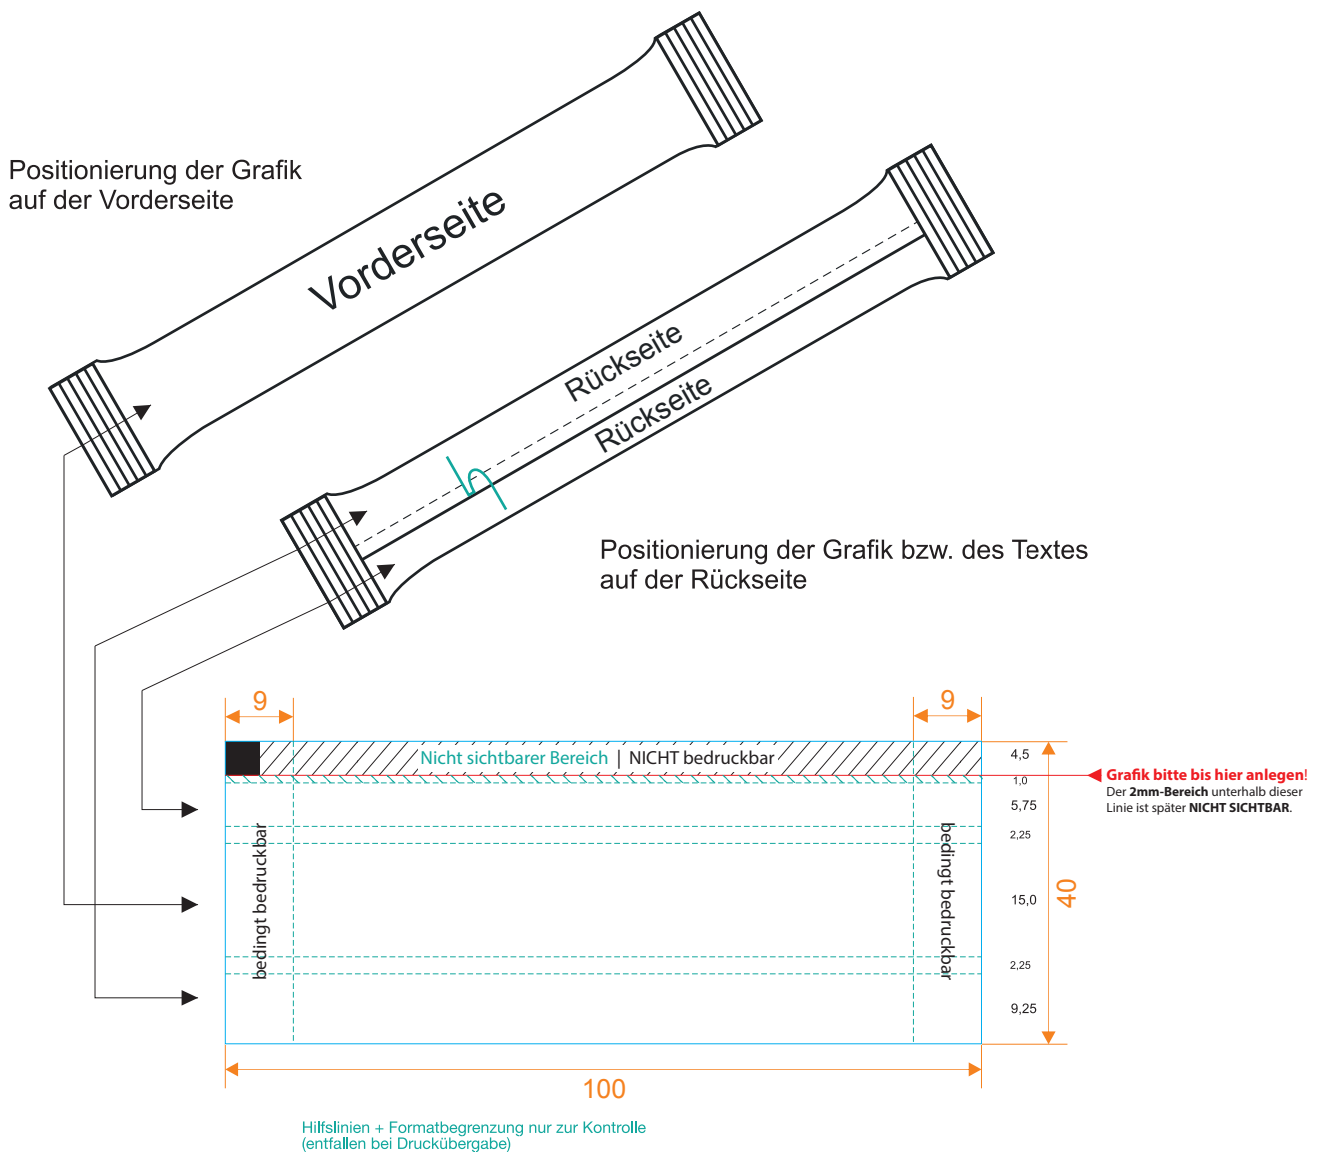 Positionierung der Grafik
auf der Vorderseite
Vorderseite
Rückseite
Rückseite
Positionierung der Grafik bzw. des Textes
auf der Rückseite
9
9
Nicht sichtbarer Bereich | NICHT bedruckbar
4,5
1,0
5,75
2,25
15,0
2,25
9,25
40
Grafik bitte bis hier anlegen!
Der 2mm-Bereich unterhalb dieser
Linie ist später NICHT SICHTBAR.
bedingt bedruckbar
bedingt bedruckbar
100
Hilfslinien + Formatbegrenzung nur zur Kontrolle
(entfallen bei Druckübergabe)